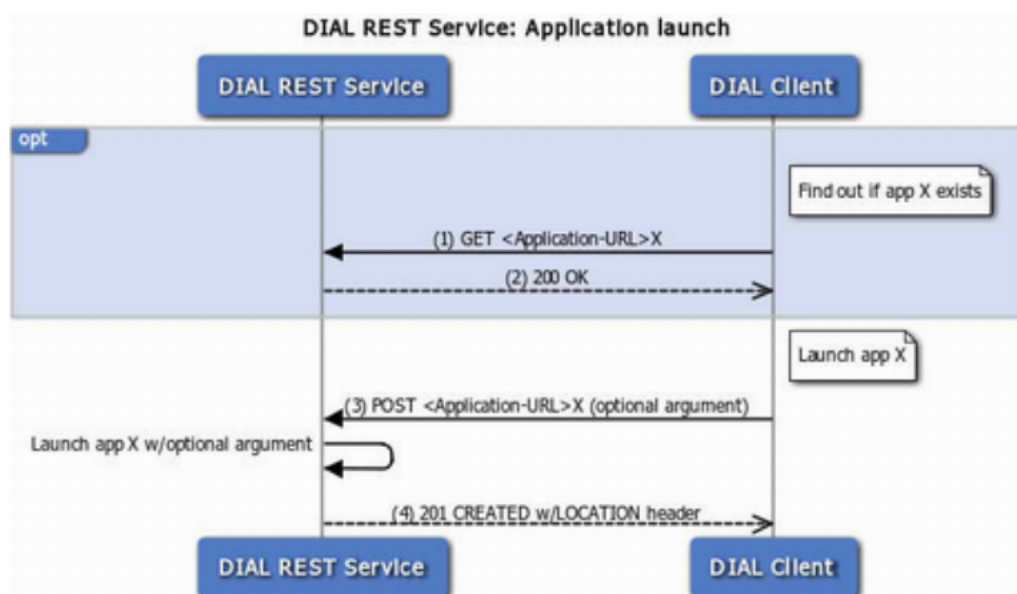 DIAL REST Service: Application launch
DIAL REST Service
DIAL Client
opt
Find out if app X exists
(1) GET <Application-URL>X
(2) 200 OK
Launch app X
(3) POST <Application-URL>X (optional argument)
Launch app X w/optional argument
(4) 201 CREATED w/LOCATION header
DIAL REST Service
DIAL Client